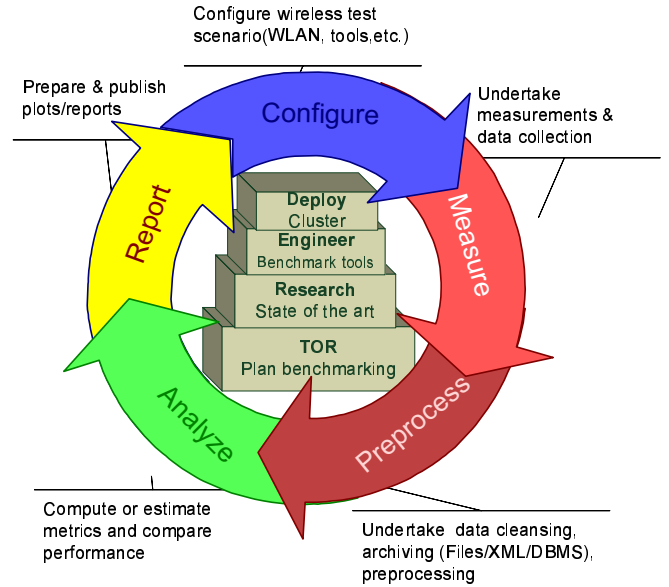 Configure wireless test
scenario(WLAN, tools,etc.)
Prepare & publish
plots/reports
Configure
Undertake
measurements &
data collection
Report
Measure
Deploy
Cluster
Engineer
Benchmark tools
Research
State of the art
TOR
Plan benchmarking
Analyze
Preprocess
Compute or estimate
metrics and compare
performance
Undertake data cleansing,
archiving (Files/XML/DBMS),
preprocessing